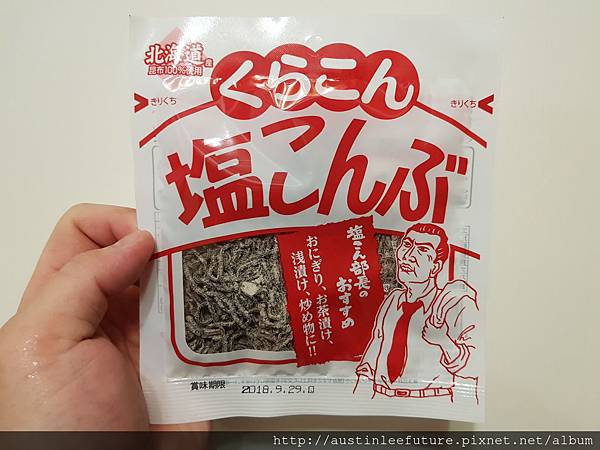 北海道産
昆布100%使用
くらこん
きりくち
きりくち
塩こんぶ
塩こん部長の
おすすめ
おにぎり、お茶漬け、
浅漬け、炒め物に!!
賞味期限
2018.9.29.
http://austinleefuture.pixnet.net/album